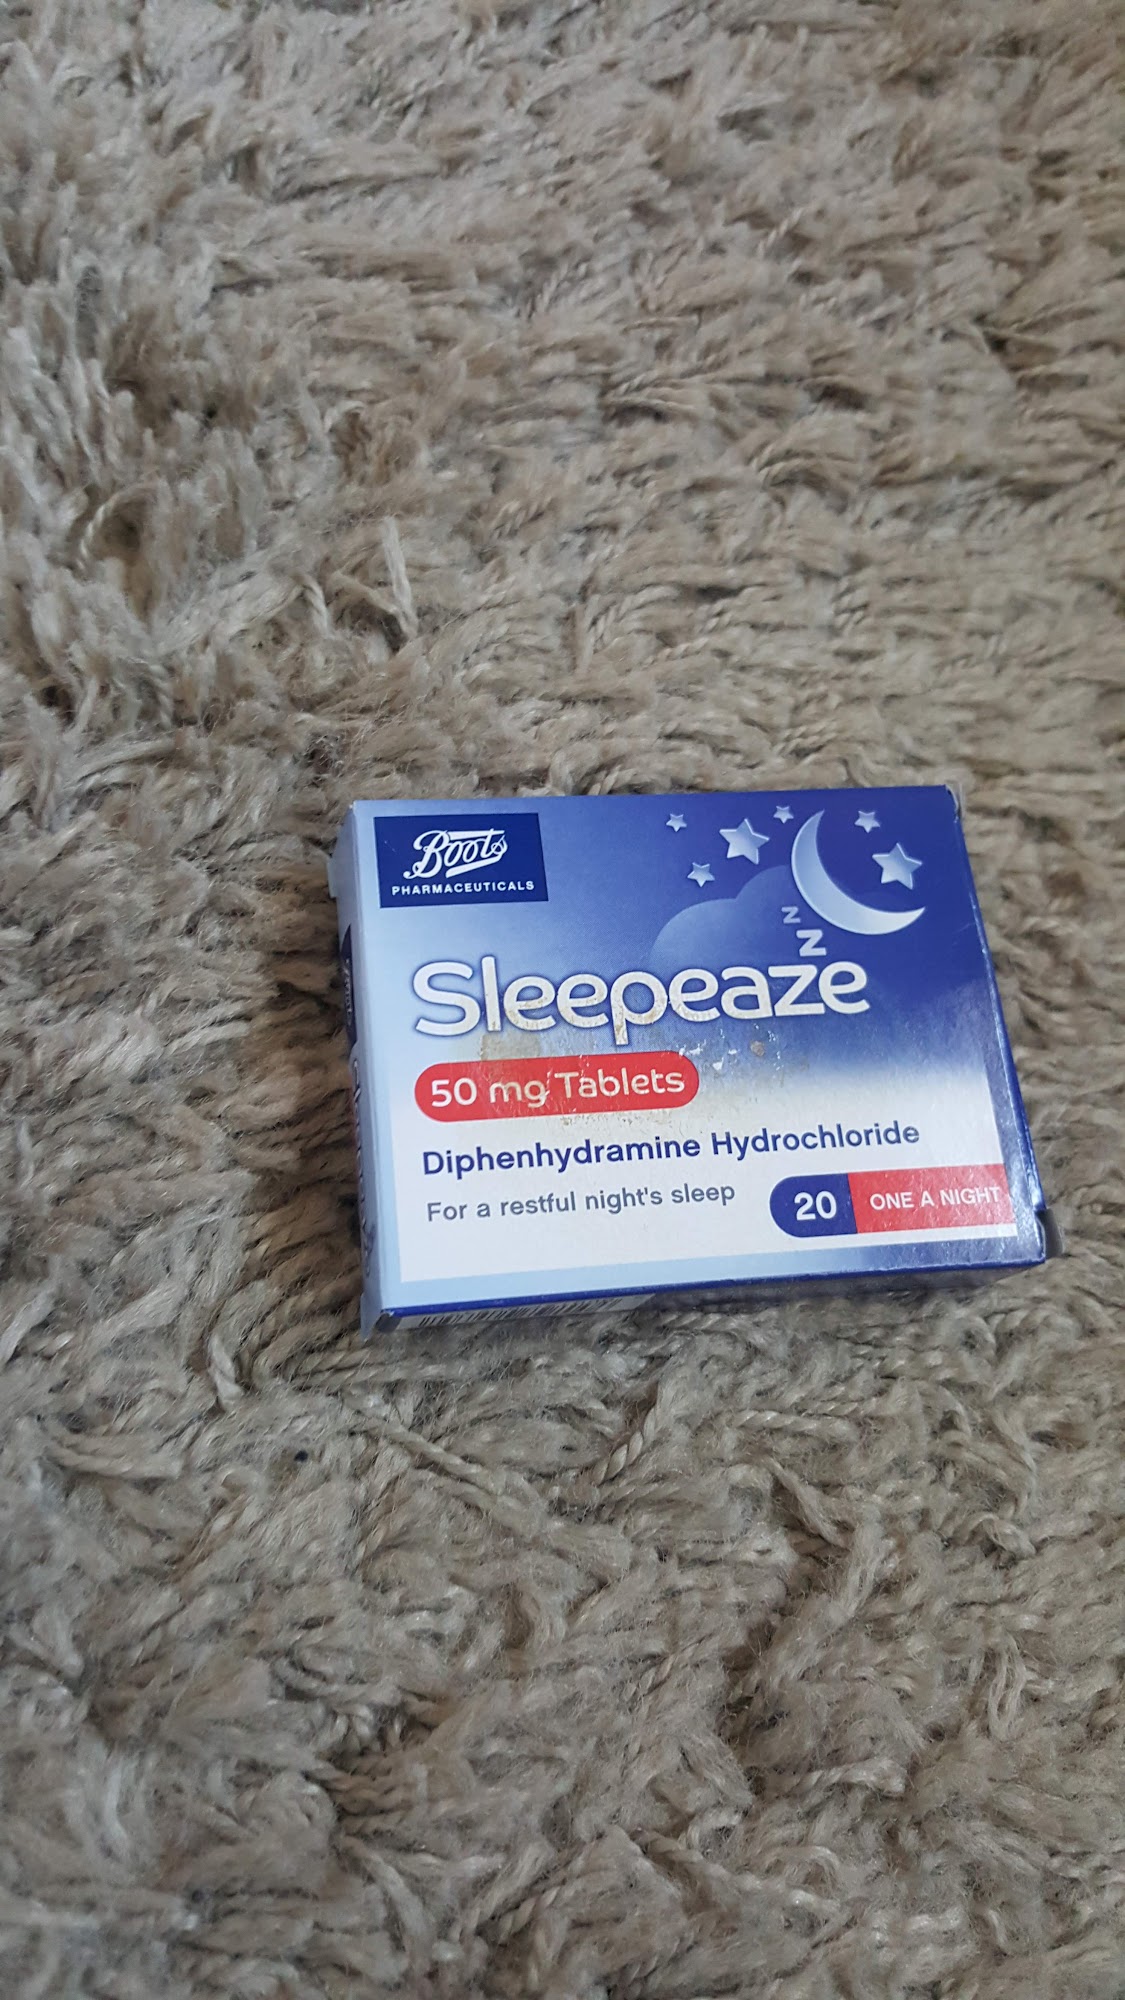 Boots
PHARMACEUTICALS
z
z
Sleepeaze
50 mg Tablets
Diphenhydramine Hydrochloride
For a restful night's sleep
20 ONE A NIGHT